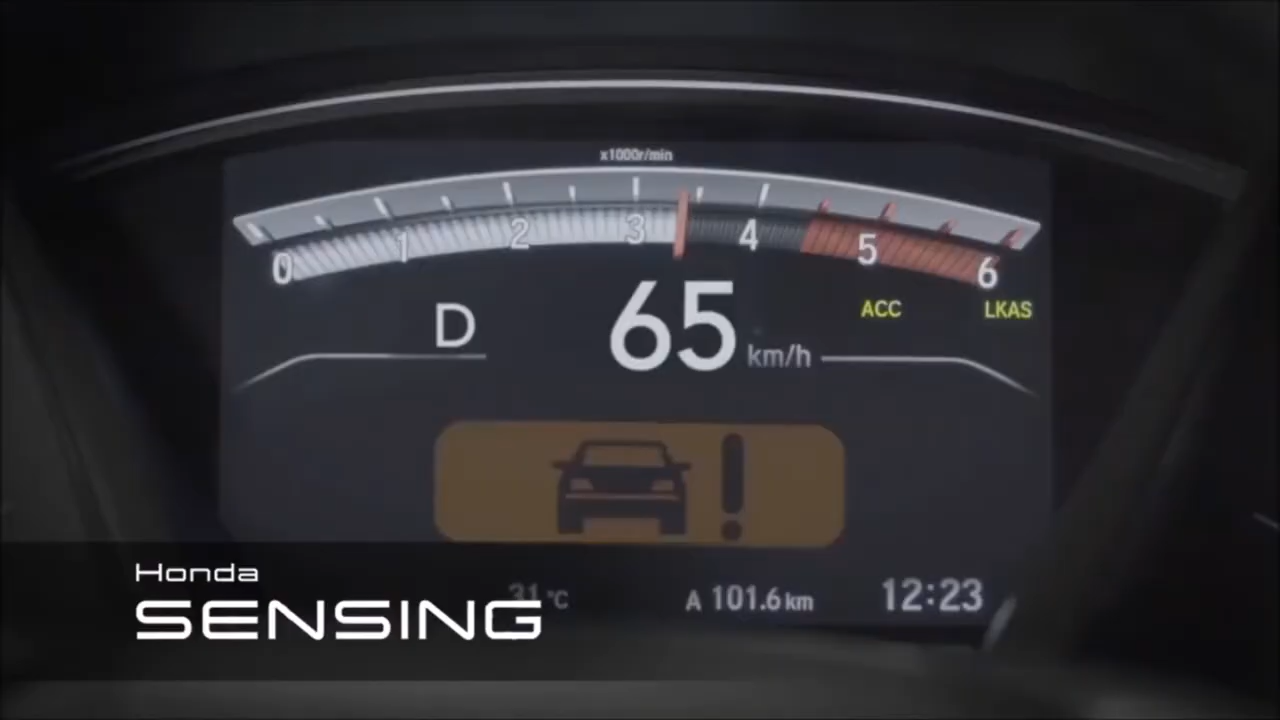 x1000r/min
0 1 2 3 4 5 6
D 65 km/h ACC LKAS
31 °C A 101.6 km 12:23
Honda
SENSING